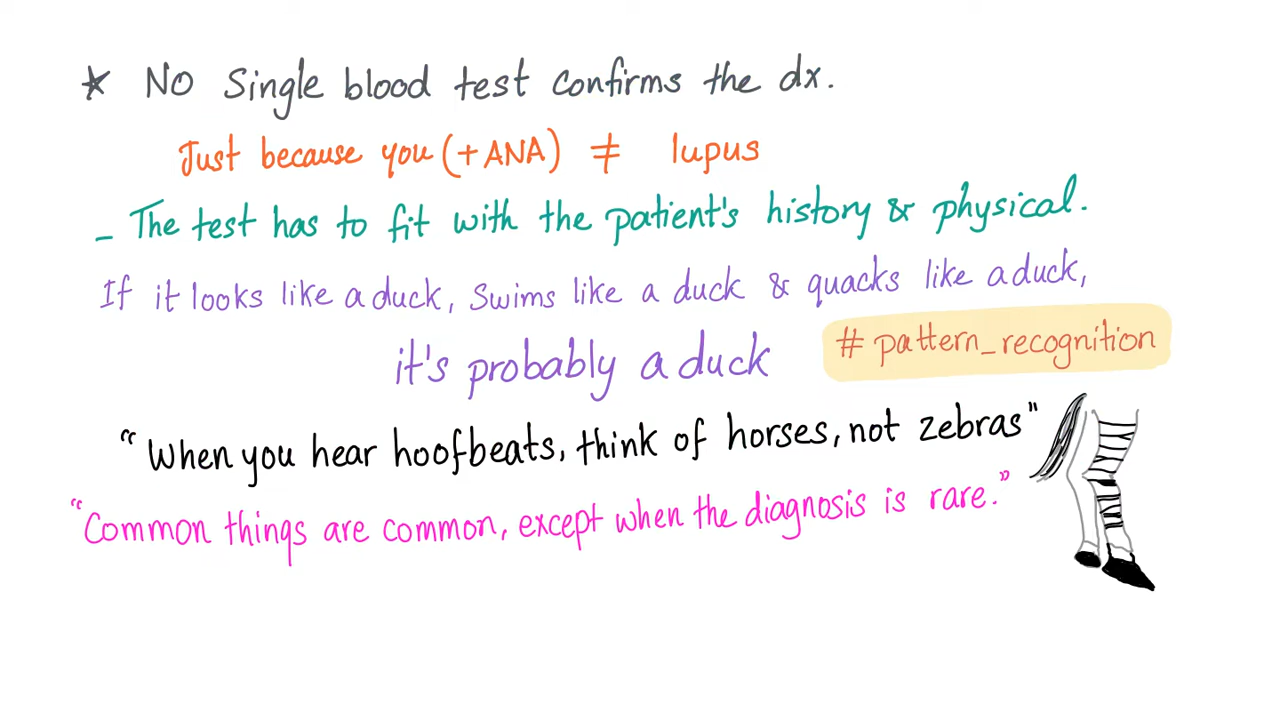 * No Single blood test confirms the dx.
Just because you (+ANA) ≠ lupus
- The test has to fit with the patient's history & physical.
If it looks like a duck, Swims like a duck & quacks like a duck,
it's probably a duck
# pattern_recognition
"When you hear hoofbeats, think of horses, not zebras"
"Common things are common, except when the diagnosis is rare."